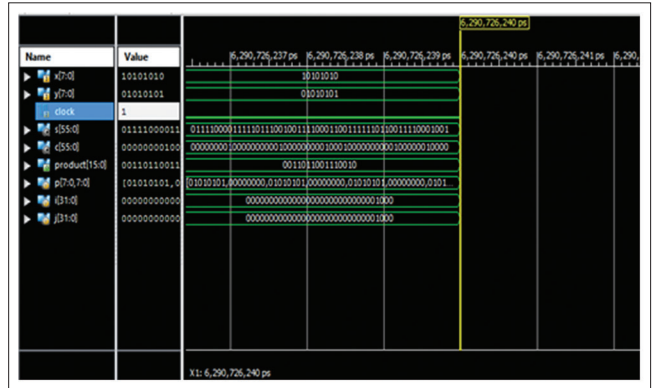 6,290,726,240 ps
Name Value 6,290,726,237 ps 6,290,726,238 ps 6,290,726,239 ps 6,290,726,240 ps 6,290,726,241 ps 6,290,
x[7:0] 10101010 10101010
y[7:0] 01010101 01010101
clock 1
s[55:0] 01111000011
c[55:0] 00000000100
product[15:0] 00110110011 0011011001110010
p[7:0,7:0] [01010101,0 [01010101,00000000,01010101,00000000,01010101,00000000,0101...
i[31:0] 00000000000 00000000000000000000000000001000
j[31:0] 00000000000 00000000000000000000000000001000
X1: 6,290,726,240 ps